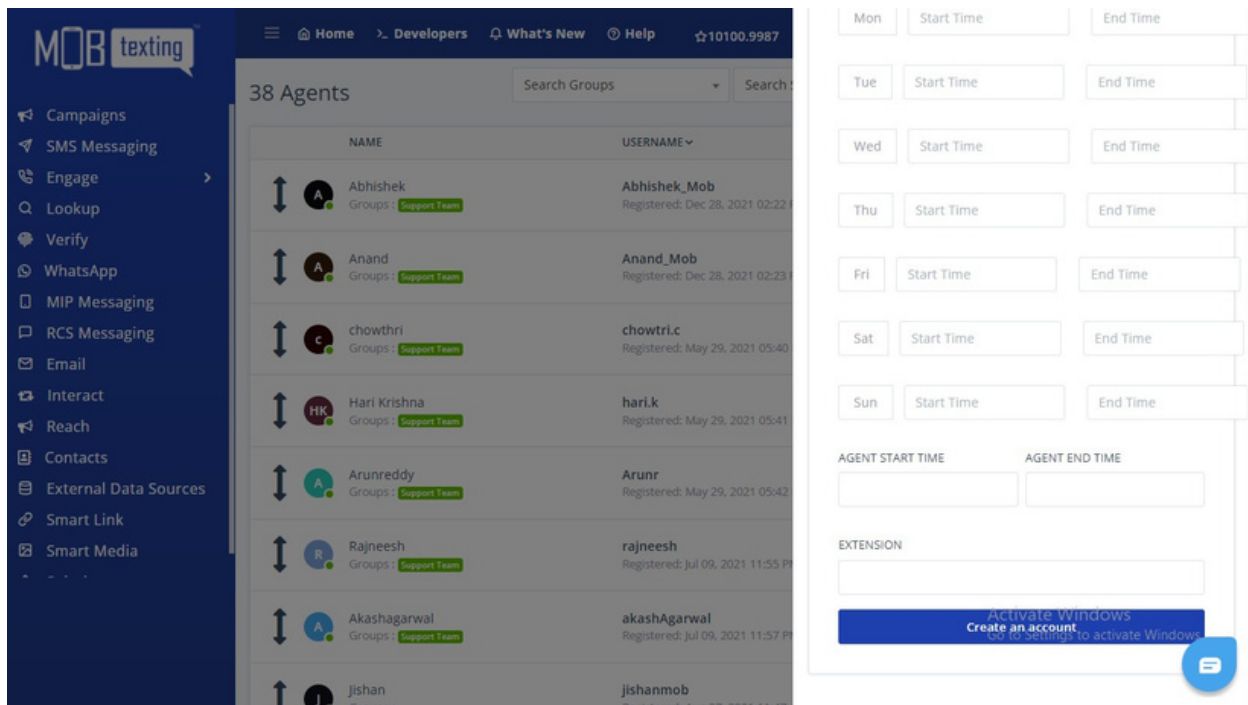 MOBtexting
Home Developers What's New Help 10100.9987
Campaigns
SMS Messaging
Engage
Lookup
Verify
WhatsApp
MIP Messaging
RCS Messaging
Email
Interact
Reach
Contacts
External Data Sources
Smart Link
Smart Media
38 Agents
Search Groups Search
NAME USERNAME
A Abhishek Abhishek_Mob
Groups : Support Team Registered: Dec 28, 2021 02:22
A Anand Anand_Mob
Groups : Support Team Registered: Dec 28, 2021 02:23
c chowthri chowtri.c
Groups : Support Team Registered: May 29, 2021 05:40
HK Hari Krishna hari.k
Groups : Support Team Registered: May 29, 2021 05:41
A Arunreddy Arunr
Groups : Support Team Registered: May 29, 2021 05:42
R Rajneesh rajneesh
Groups : Support Team Registered: Jul 09, 2021 11:55 P
A Akashagarwal akashAgarwal
Groups : Support Team Registered: Jul 09, 2021 11:57 P
Jishan jishanmob
Mon Start Time End Time
Tue Start Time End Time
Wed Start Time End Time
Thu Start Time End Time
Fri Start Time End Time
Sat Start Time End Time
Sun Start Time End Time
AGENT START TIME AGENT END TIME
EXTENSION
Create an account
Activate Windows
Go to Settings to activate Windows.